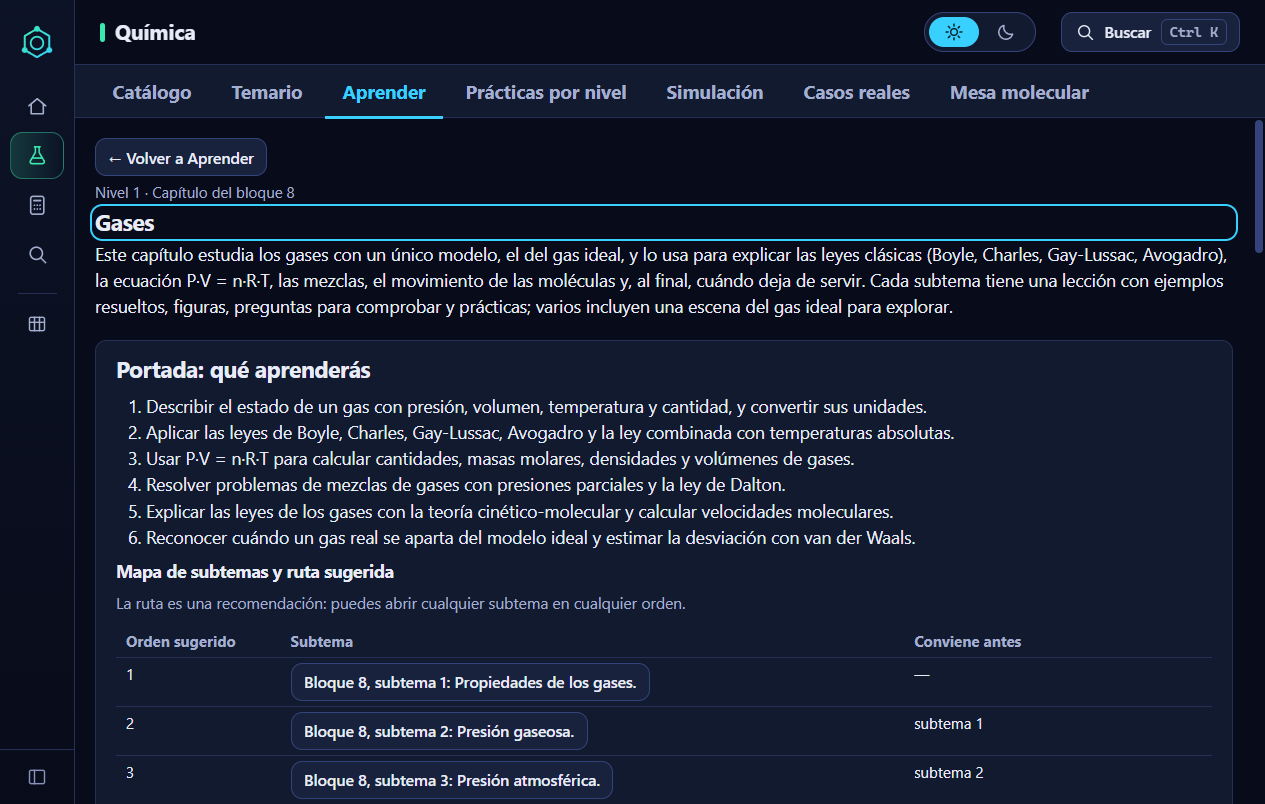 Química
Buscar Ctrl K
Catálogo Temario Aprender Prácticas por nivel Simulación Casos reales Mesa molecular
← Volver a Aprender
Nivel 1 · Capítulo del bloque 8
Gases
Este capítulo estudia los gases con un único modelo, el del gas ideal, y lo usa para explicar las leyes clásicas (Boyle, Charles, Gay-Lussac, Avogadro),
la ecuación P·V = n·R·T, las mezclas, el movimiento de las moléculas y, al final, cuándo deja de servir. Cada subtema tiene una lección con ejemplos
resueltos, figuras, preguntas para comprobar y prácticas; varios incluyen una escena del gas ideal para explorar.
Portada: qué aprenderás
1. Describir el estado de un gas con presión, volumen, temperatura y cantidad, y convertir sus unidades.
2. Aplicar las leyes de Boyle, Charles, Gay-Lussac, Avogadro y la ley combinada con temperaturas absolutas.
3. Usar P·V = n·R·T para calcular cantidades, masas molares, densidades y volúmenes de gases.
4. Resolver problemas de mezclas de gases con presiones parciales y la ley de Dalton.
5. Explicar las leyes de los gases con la teoría cinético-molecular y calcular velocidades moleculares.
6. Reconocer cuándo un gas real se aparta del modelo ideal y estimar la desviación con van der Waals.
Mapa de subtemas y ruta sugerida
La ruta es una recomendación: puedes abrir cualquier subtema en cualquier orden.
Orden sugerido Subtema Conviene antes
1 Bloque 8, subtema 1: Propiedades de los gases. —
2 Bloque 8, subtema 2: Presión gaseosa. subtema 1
3 Bloque 8, subtema 3: Presión atmosférica. subtema 2